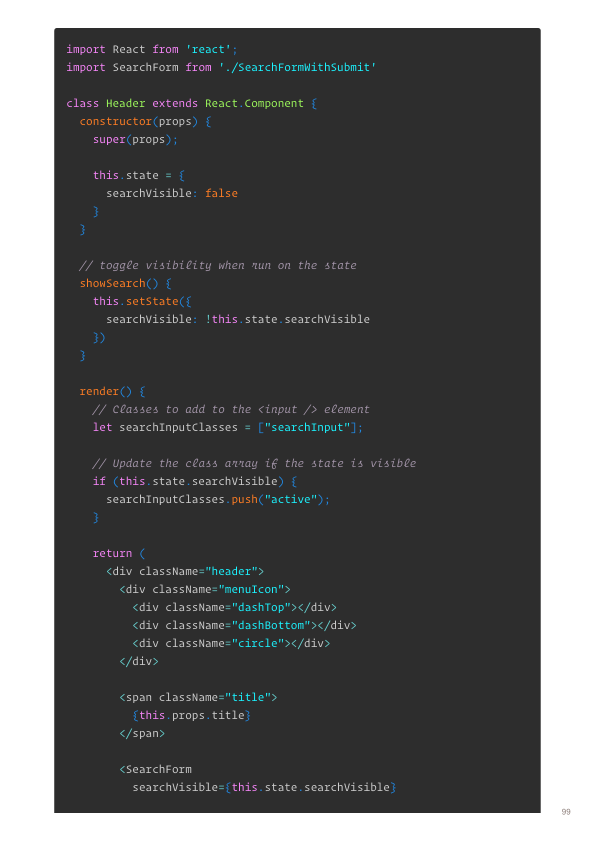 import React from 'react';
import SearchForm from './SearchFormWithSubmit'

class Header extends React.Component {
  constructor(props) {
    super(props);

    this.state = {
      searchVisible: false
    }
  }

  // toggle visibility when run on the state
  showSearch() {
    this.setState({
      searchVisible: !this.state.searchVisible
    })
  }

  render() {
    // Classes to add to the <input /> element
    let searchInputClasses = ["searchInput"];

    // Update the class array if the state is visible
    if (this.state.searchVisible) {
      searchInputClasses.push("active");
    }

    return (
      <div className="header">
        <div className="menuIcon">
          <div className="dashTop"></div>
          <div className="dashBottom"></div>
          <div className="circle"></div>
        </div>

        <span className="title">
          {this.props.title}
        </span>

        <SearchForm
          searchVisible={this.state.searchVisible}
99